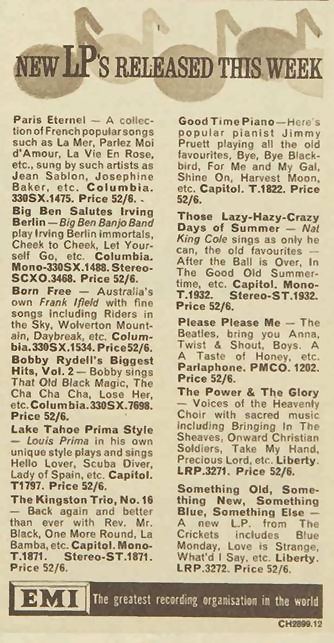 NEW LP'S RELEASED THIS WEEK
Paris Eternel — A collec-
tion of French popular songs
such as La Mer, Parlez Moi
d'Amour, La Vie En Rose,
etc., sung by such artists as
Jean Sablon, Josephine
Baker, etc. Columbia.
330SX.1475. Price 52/6.
Big Ben Salutes Irving
Berlin — Big Ben Banjo Band
play Irving Berlin immortals,
Cheek to Cheek, Let Your-
self Go, etc. Columbia.
Mono-330SX.1488. Stereo-
SCXO.3468. Price 52/6.
Born Free — Australia's
own Frank Ifield with fine
songs including Riders in
the Sky, Wolverton Mount-
ain, Daybreak, etc. Colum-
bia. 330SX.1534. Price 52/6.
Bobby Rydell's Biggest
Hits, Vol. 2 — Bobby sings
That Old Black Magic, The
Cha Cha Cha, Lose Her,
etc. Columbia. 330SX.7698.
Price 52/6.
Lake Tahoe Prima Style
— Louis Prima in his own
unique style plays and sings
Hello Lover, Scuba Diver,
Lady of Spain, etc. Capitol.
T1797. Price 52/6.
The Kingston Trio, No. 16
— Back again and better
than ever with Rev. Mr.
Black, One More Round, La
Bamba, etc. Capitol. Mono-
T.1871. Stereo-ST.1871.
Price 52/6.
Good Time Piano — Here's
popular pianist Jimmy
Pruett playing all the old
favourites, Bye, Bye Black-
bird, For Me and My Gal,
Shine On, Harvest Moon,
etc. Capitol. T.1822. Price
52/6.
Those Lazy-Hazy-Crazy
Days of Summer — Nat
King Cole sings as only he
can, the old favourites —
After the Ball is Over, In
The Good Old Summer-
time, etc. Capitol. Mono-
T.1932. Stereo-ST.1932.
Price 52/6.
Please Please Me — The
Beatles, bring you Anna,
Twist & Shout, Boys. A
A Taste of Honey, etc.
Parlaphone. PMCO. 1202.
Price 52/6.
The Power & The Glory
— Voices of the Heavenly
Choir with sacred music
including Bringing In The
Sheaves, Onward Christian
Soldiers, Take My Hand,
Precious Lord, etc. Liberty.
LRP.3271. Price 52/6.
Something Old, Some-
thing New, Something
Blue, Something Else —
A new L.P. from The
Crickets includes Blue
Monday, Love is Strange,
What'd I Say, etc. Liberty.
LRP.3272. Price 52/6.
EMI The greatest recording organisation in the world
CH2899.12